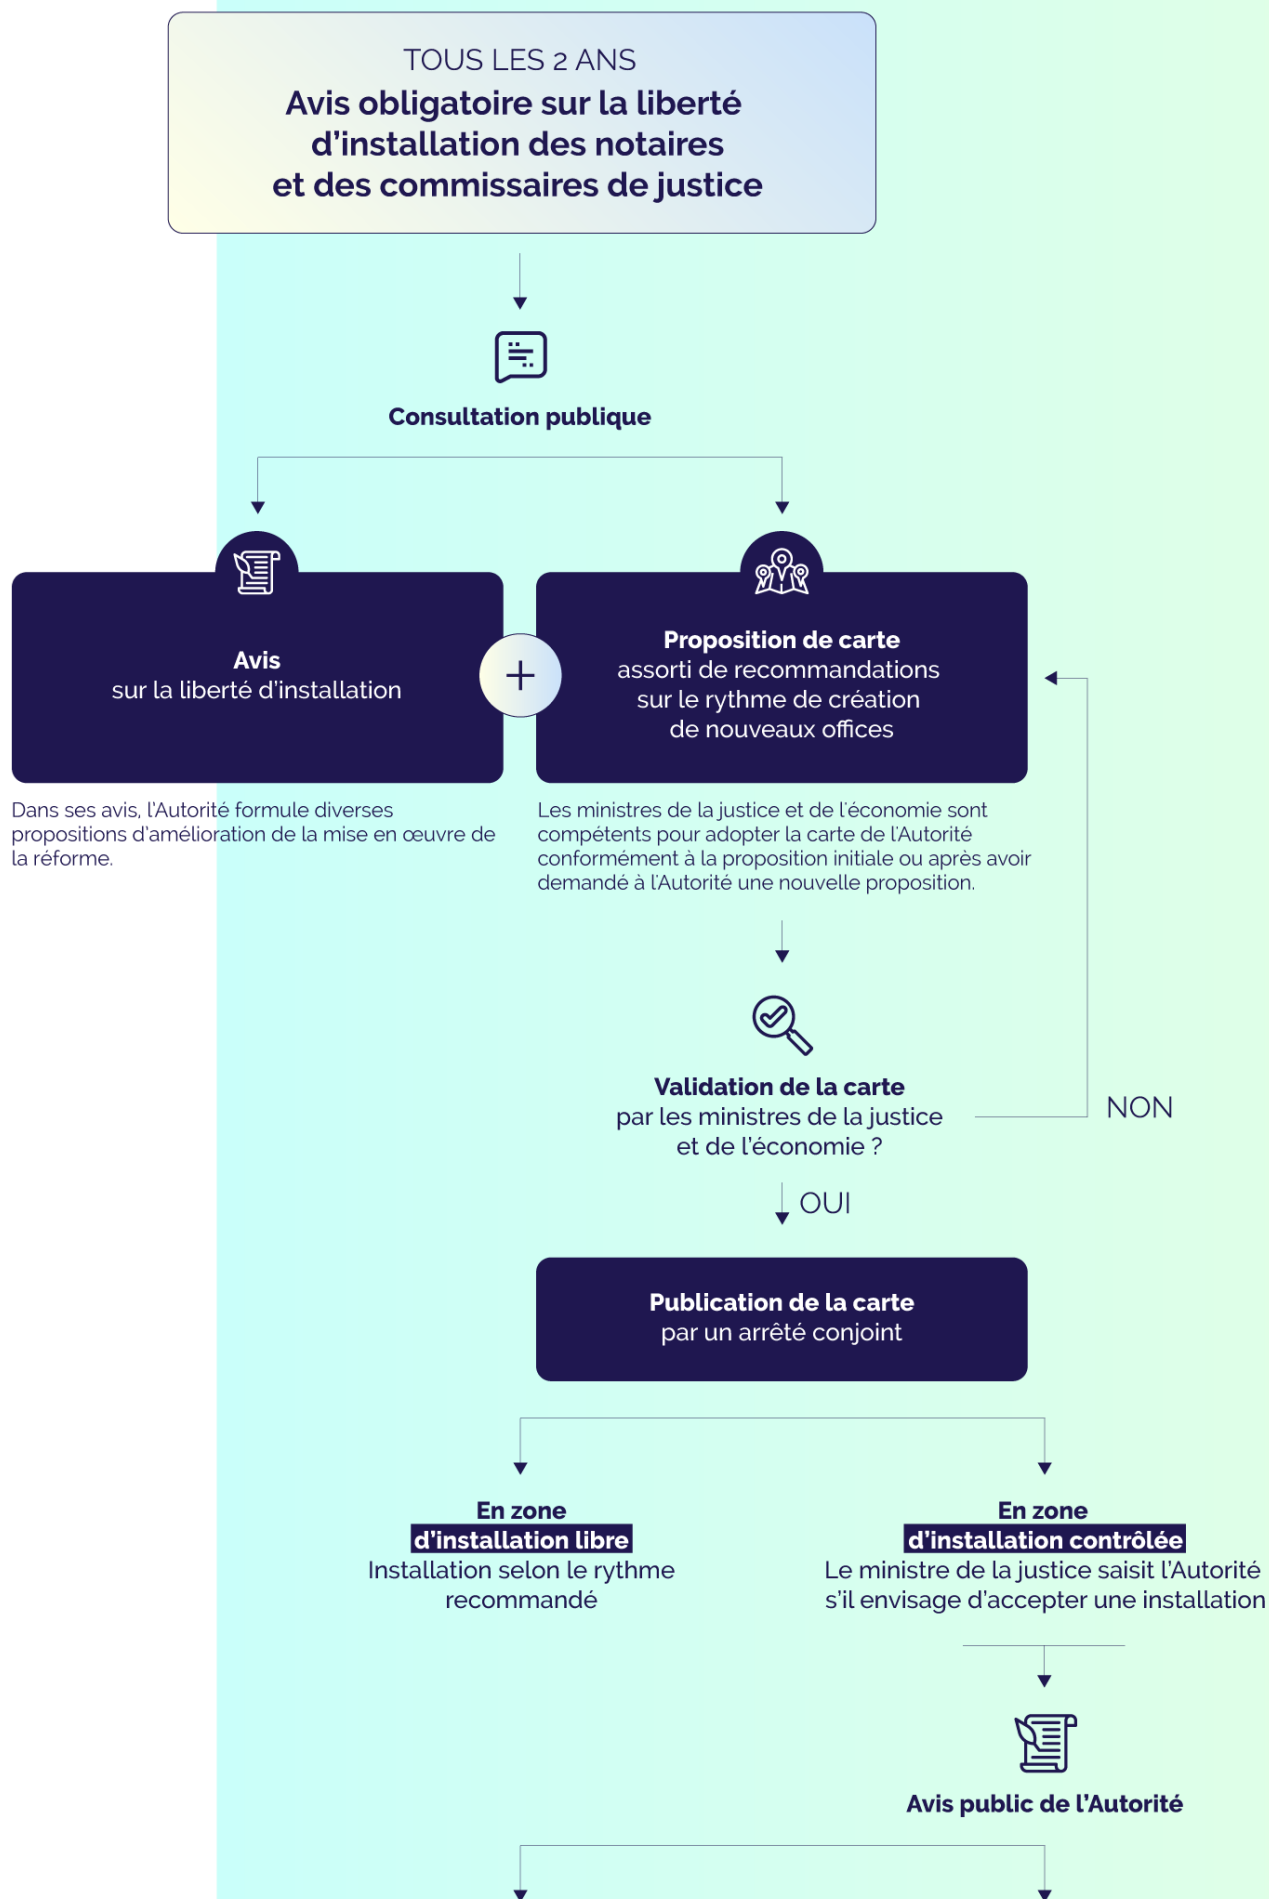 TOUS LES 2 ANS
Avis obligatoire sur la liberté
d’installation des notaires
et des commissaires de justice
Consultation publique
Avis
sur la liberté d’installation
+
Proposition de carte
assorti de recommandations
sur le rythme de création
de nouveaux offices
Dans ses avis, l’Autorité formule diverses
propositions d’amélioration de la mise en œuvre de
la réforme.
Les ministres de la justice et de l’économie sont
compétents pour adopter la carte de l’Autorité
conformément à la proposition initiale ou après avoir
demandé à l’Autorité une nouvelle proposition.
Validation de la carte
par les ministres de la justice
et de l’économie ?
NON
OUI
Publication de la carte
par un arrêté conjoint
En zone
d’installation libre
Installation selon le rythme
recommandé
En zone
d’installation contrôlée
Le ministre de la justice saisit l’Autorité
s’il envisage d’accepter une installation
Avis public de l’Autorité